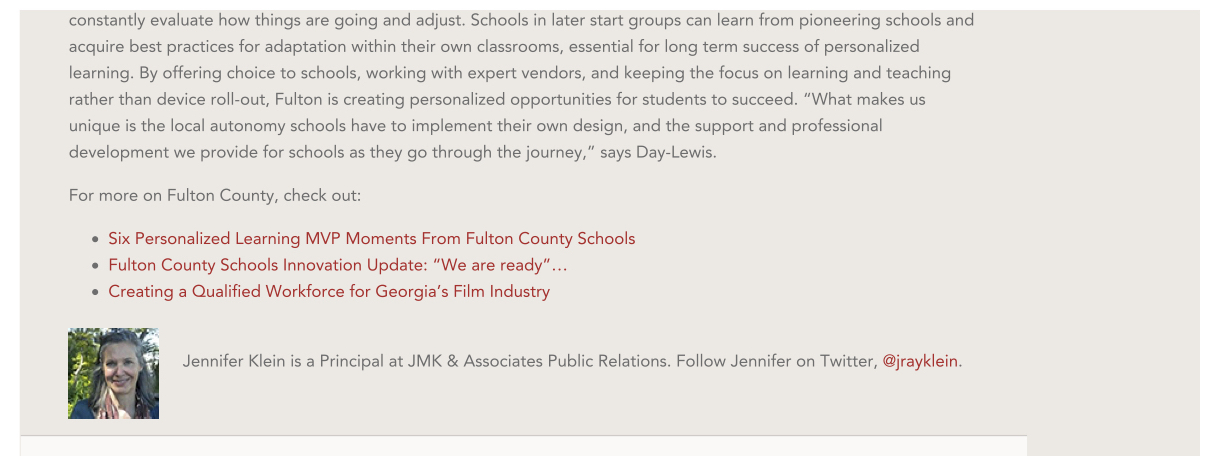 constantly evaluate how things are going and adjust. Schools in later start groups can learn from pioneering schools and
acquire best practices for adaptation within their own classrooms, essential for long term success of personalized
learning. By offering choice to schools, working with expert vendors, and keeping the focus on learning and teaching
rather than device roll-out, Fulton is creating personalized opportunities for students to succeed. “What makes us
unique is the local autonomy schools have to implement their own design, and the support and professional
development we provide for schools as they go through the journey,” says Day-Lewis.
For more on Fulton County, check out:
• Six Personalized Learning MVP Moments From Fulton County Schools
• Fulton County Schools Innovation Update: “We are ready”…
• Creating a Qualified Workforce for Georgia’s Film Industry
Jennifer Klein is a Principal at JMK & Associates Public Relations. Follow Jennifer on Twitter, @jrayklein.